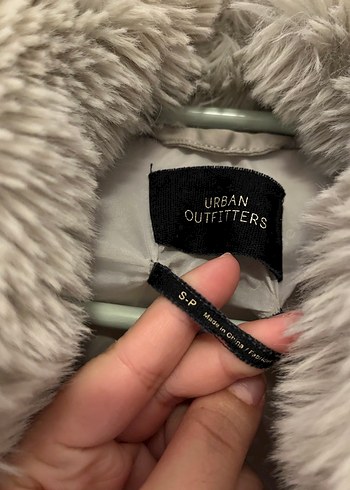 URBAN
OUTFITTERS
S-P Made in China /